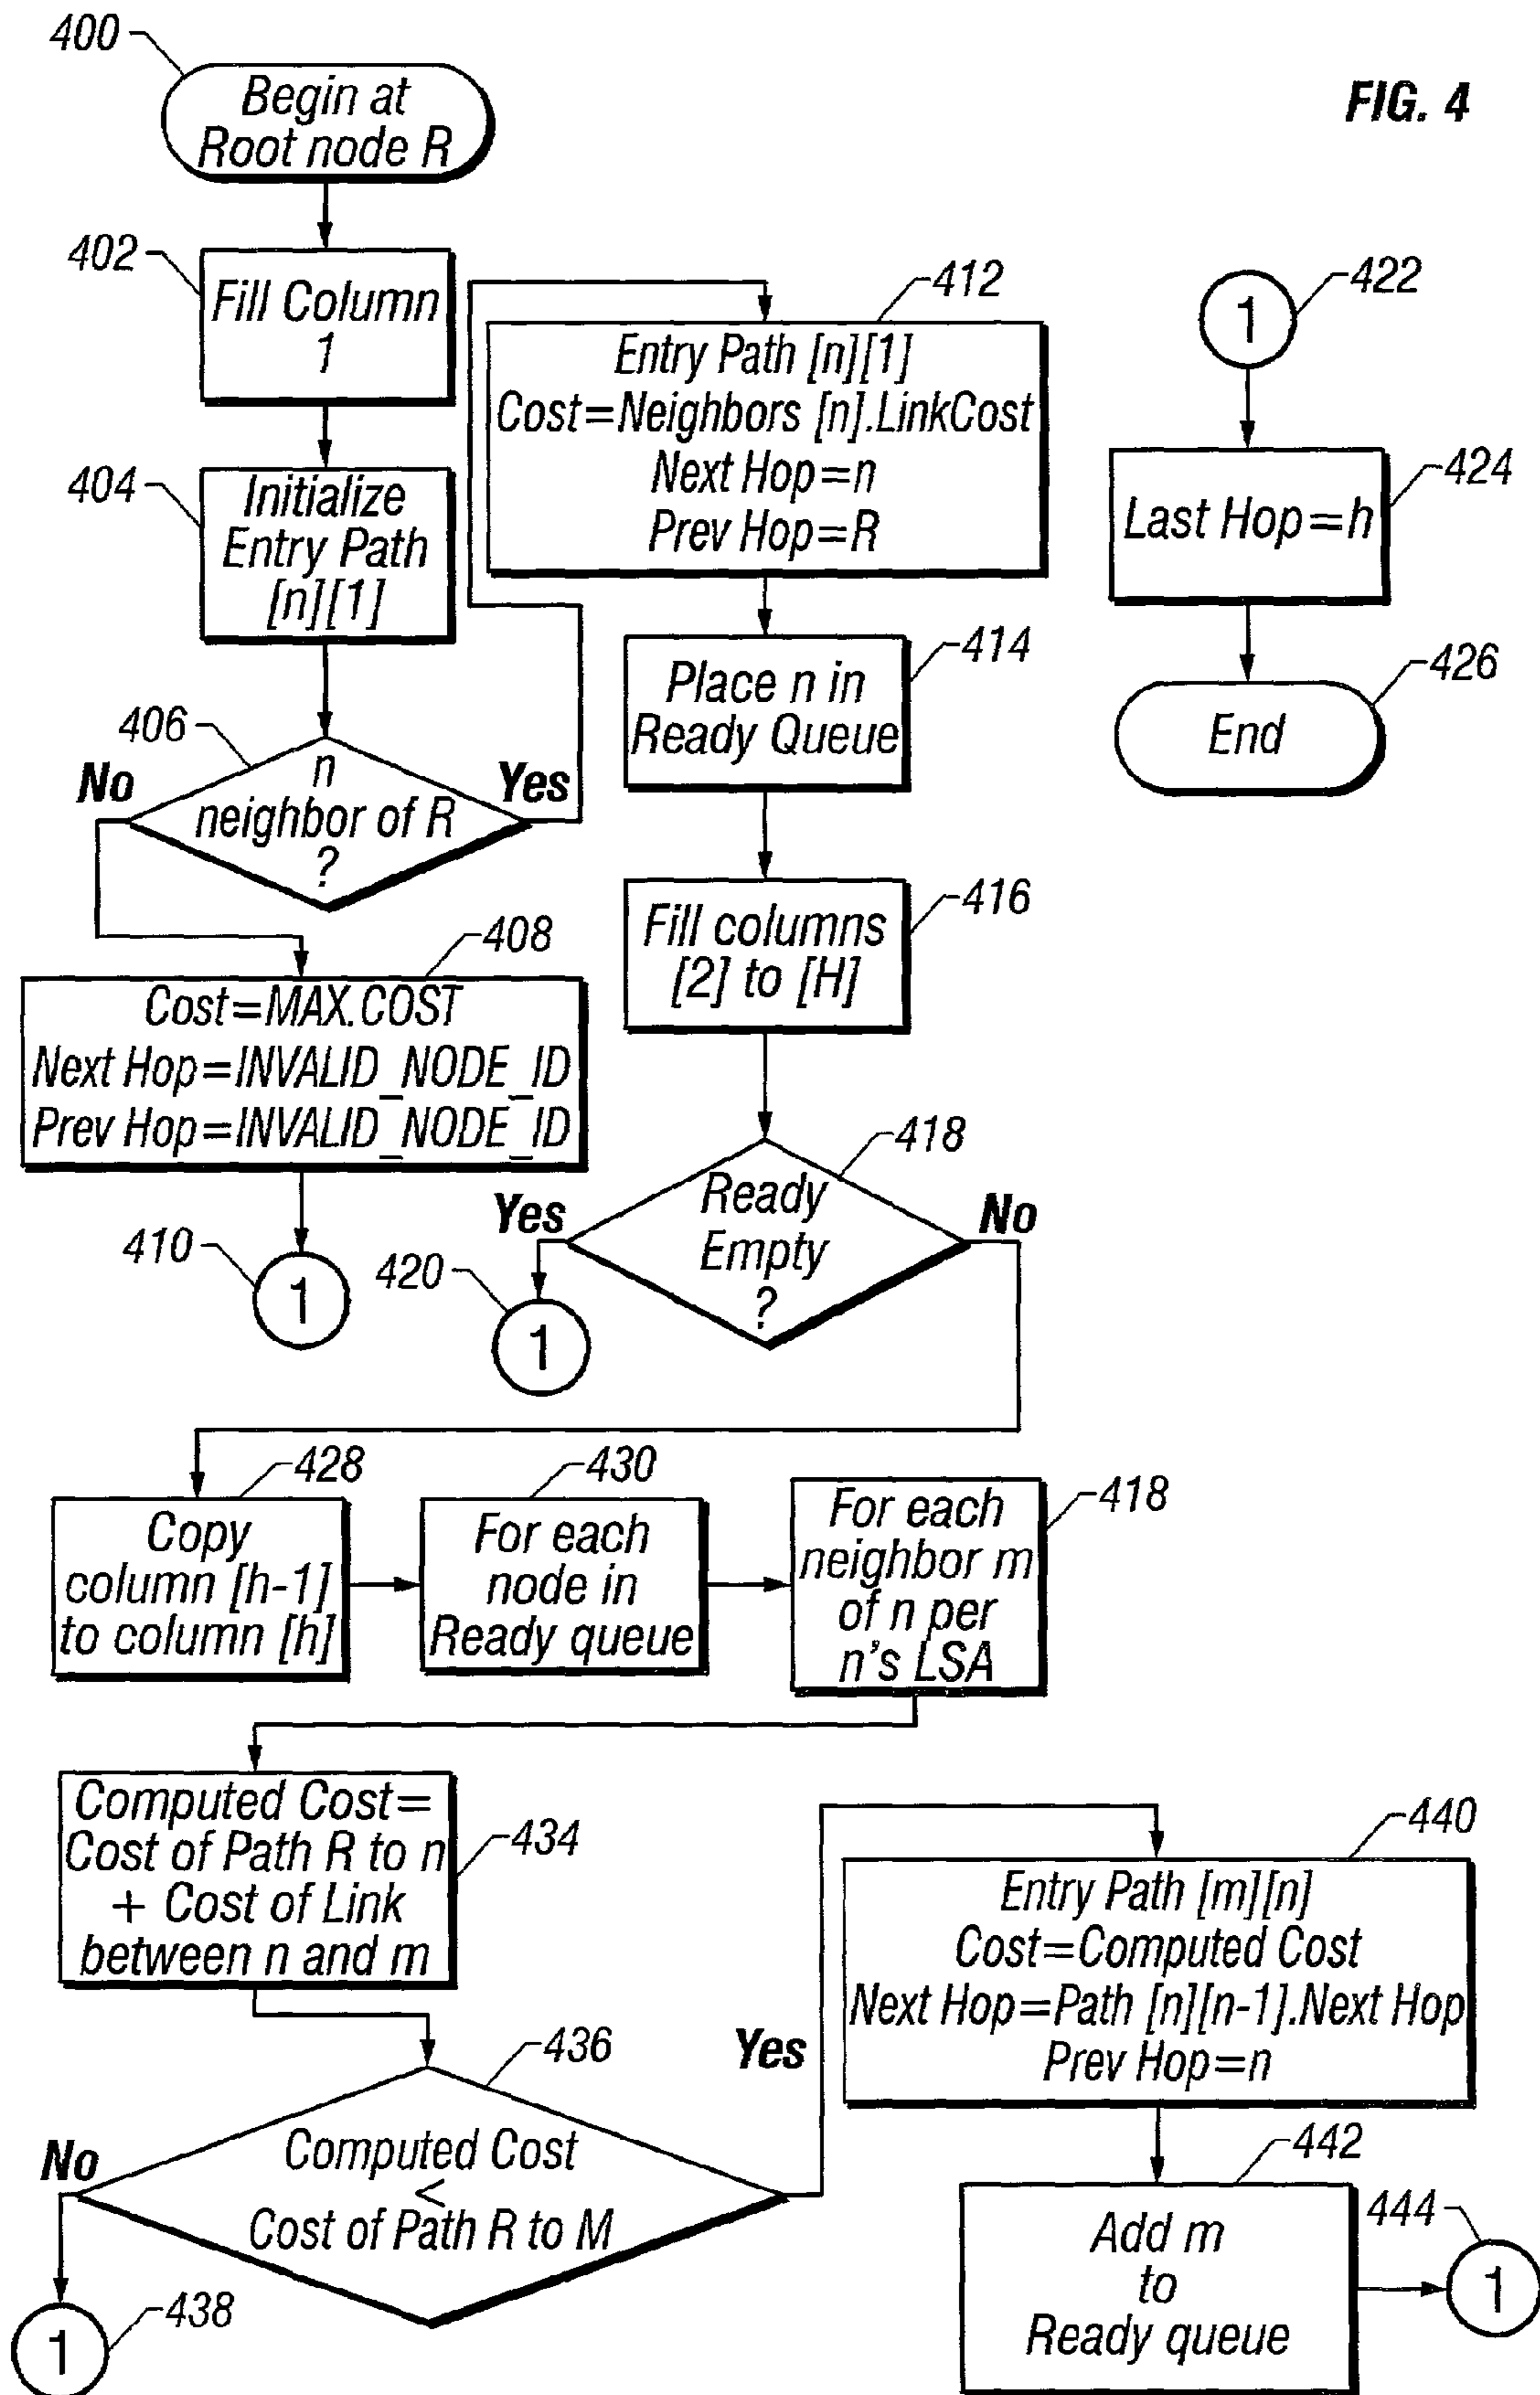 FIG. 4
400
Begin at
Root node R
402
Fill Column
1
404
Initialize
Entry Path
[n][1]
406
n
neighbor of R
?
No
Yes
408
Cost=MAX.COST
Next Hop=INVALID_NODE_ID
Prev Hop=INVALID_NODE_ID
410
1
412
Entry Path [n][1]
Cost=Neighbors [n].LinkCost
Next Hop=n
Prev Hop=R
414
Place n in
Ready Queue
416
Fill columns
[2] to [H]
418
Ready
Empty
?
Yes
No
420
1
422
1
424
Last Hop=h
426
End
428
Copy
column [h-1]
to column [h]
430
For each
node in
Ready queue
418
For each
neighbor m
of n per
n's LSA
434
Computed Cost=
Cost of Path R to n
+ Cost of Link
between n and m
436
Computed Cost
<
Cost of Path R to M
No
Yes
438
1
440
Entry Path [m][n]
Cost=Computed Cost
Next Hop=Path [n][n-1].Next Hop
Prev Hop=n
442
Add m
to
Ready queue
444
1